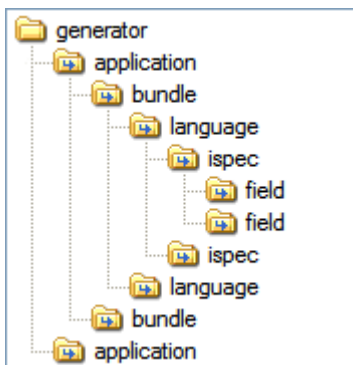 generator
application
bundle
language
ispec
field
field
ispec
language
bundle
application